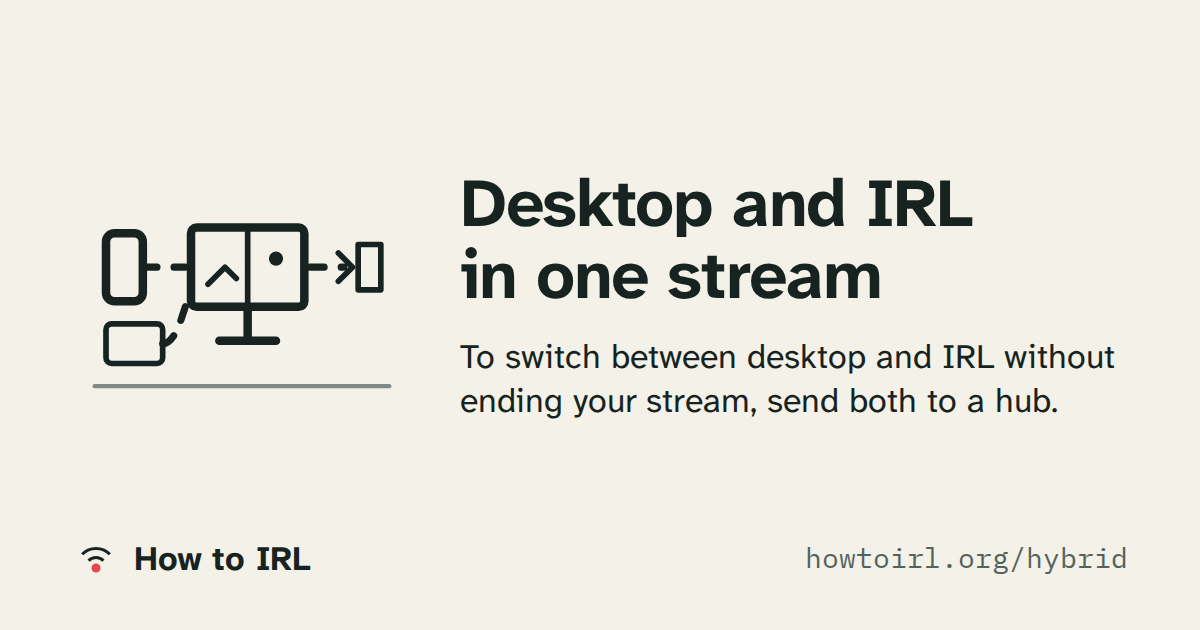 Desktop and IRL
in one stream
To switch between desktop and IRL without
ending your stream, send both to a hub.
How to IRL
howtoirl.org/hybrid